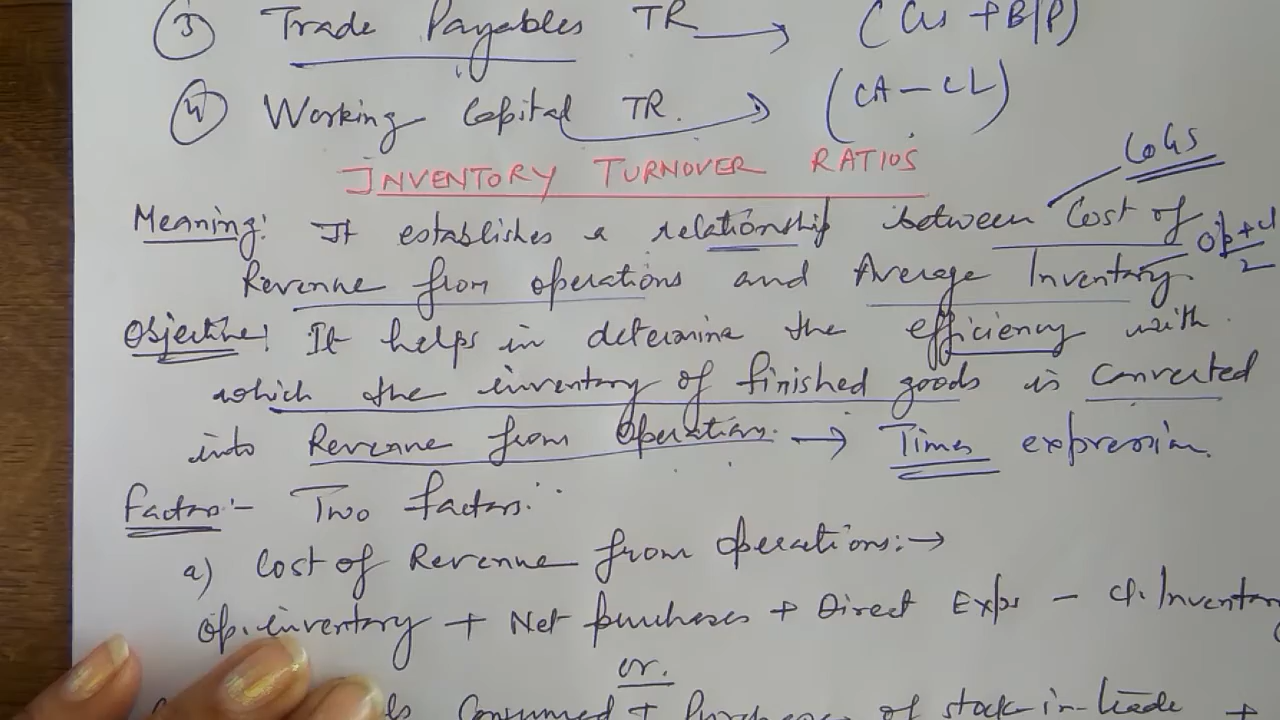 ③ Trade Payables TR → (Crs + B/P)
④ Working Capital TR. → (CA - CL)
INVENTORY TURNOVER RATIOS
COGS
Meaning: It establishes a relationship between Cost of
Op + cl / 2
Revenue from operations and Average Inventory.
Objective: It helps in determine the efficiency with
which the inventory of finished goods is Converted
into Revenue from Operation. → Times expression.
Factors:- Two factors:
a) Cost of Revenue from operations: →
Op. inventory + Net purchases + Direct Exps - Cl. Inventory
or.
Consumed + Purchases of stock-in-trade +